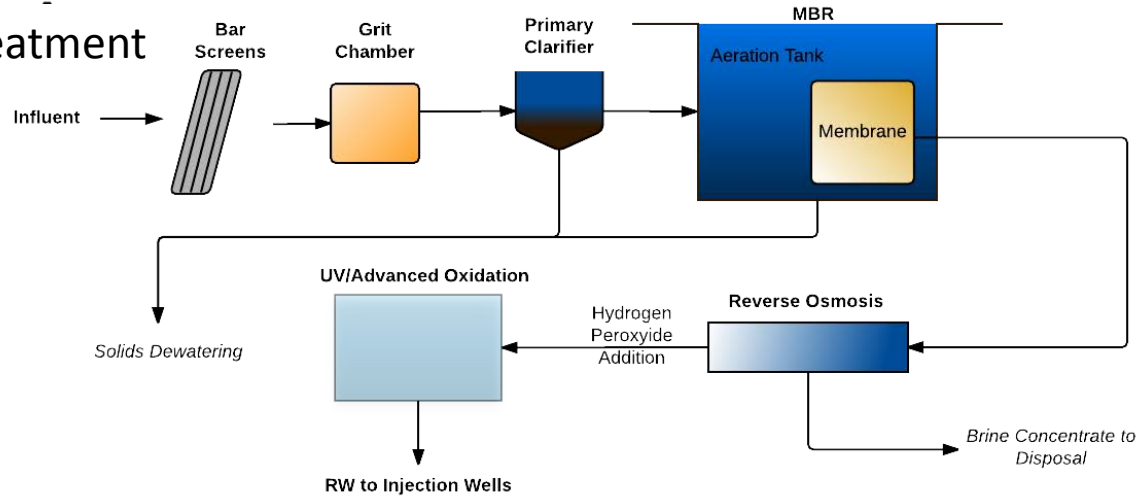 eatment
Bar
Screens
Grit
Chamber
Primary
Clarifier
MBR
Aeration Tank
Influent
Membrane
UV/Advanced Oxidation
Reverse Osmosis
Hydrogen
Peroxyide
Addition
Solids Dewatering
Brine Concentrate to
Disposal
RW to Injection Wells